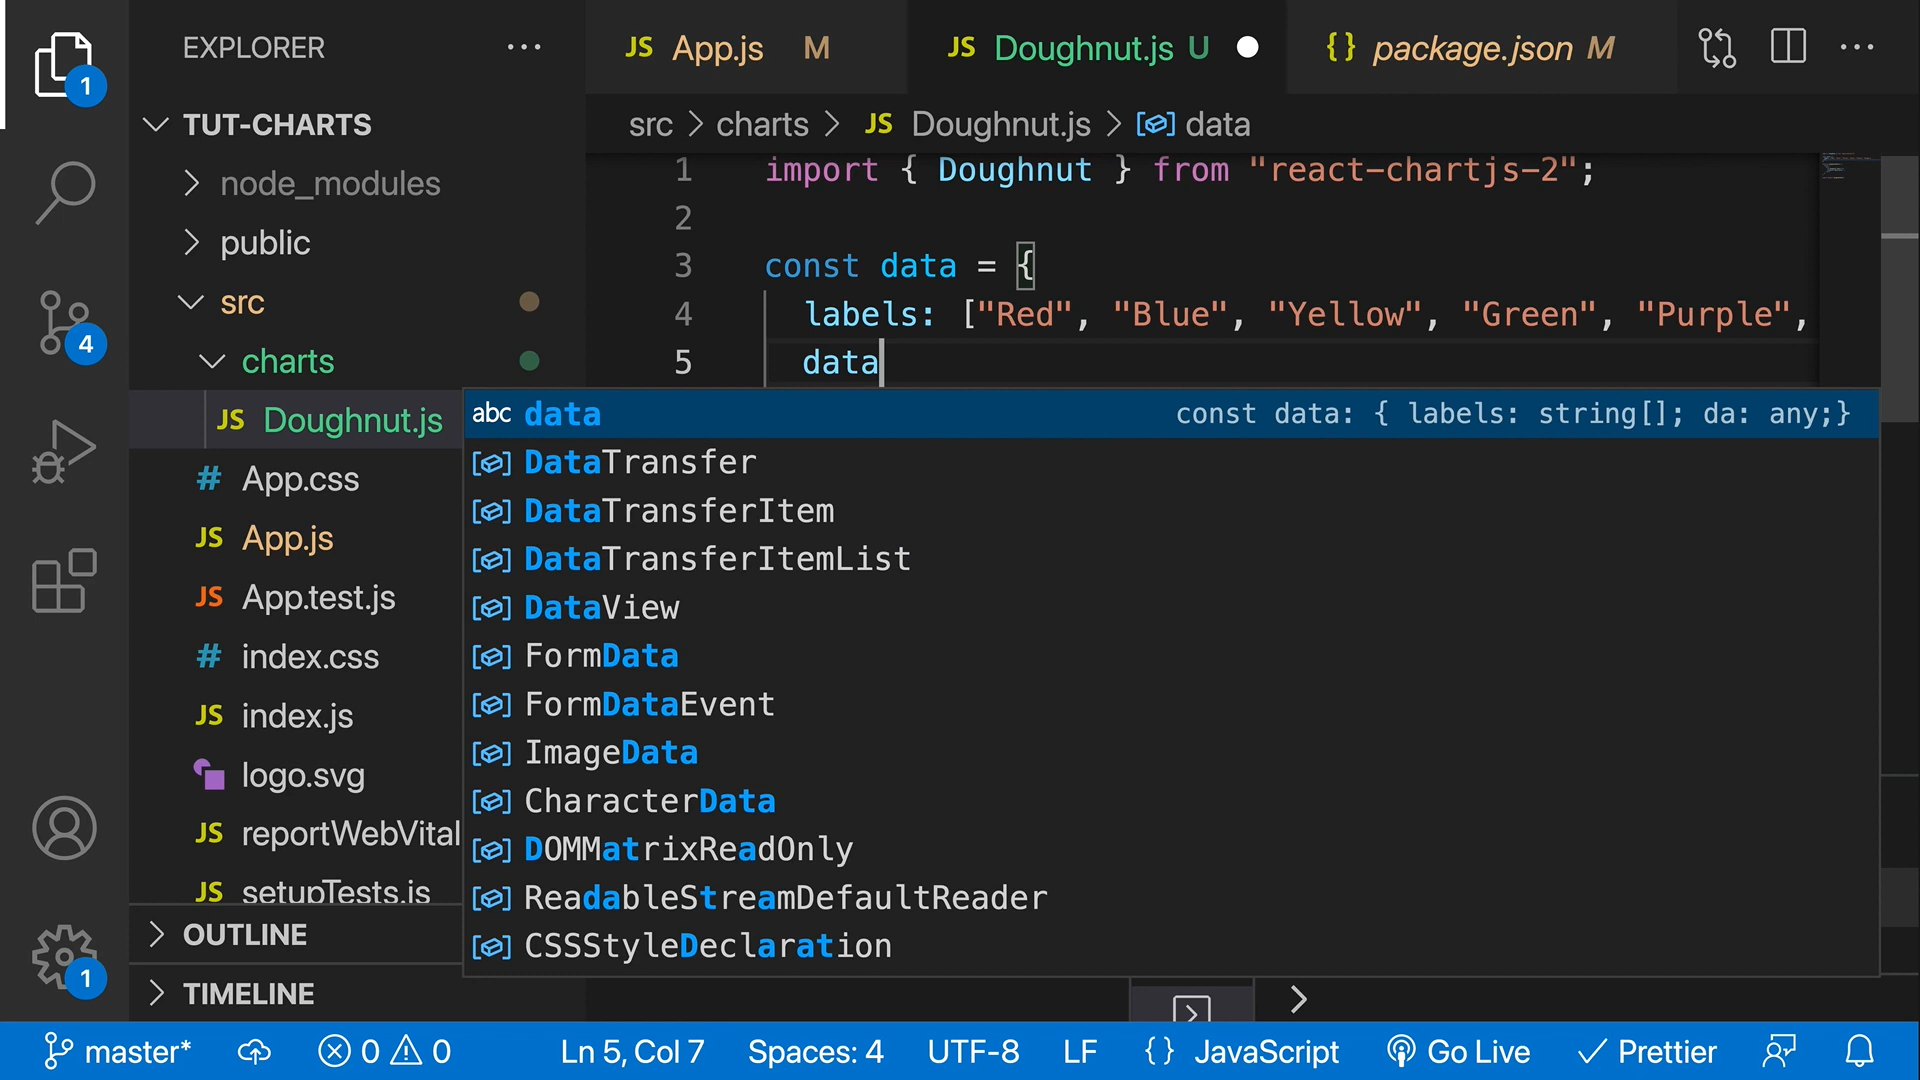 EXPLORER
JS App.js M
JS Doughnut.js U
{} package.json M
1
TUT-CHARTS
src > charts > JS Doughnut.js > data
node_modules
public
src
charts
JS Doughnut.js
# App.css
JS App.js
JS App.test.js
# index.css
JS index.js
logo.svg
JS reportWebVital
JS setupTests.js
OUTLINE
TIMELINE
4
1
1 import { Doughnut } from "react-chartjs-2";
2
3 const data = {
4 labels: ["Red", "Blue", "Yellow", "Green", "Purple",
5 data
abc data const data: { labels: string[]; da: any;}
DataTransfer
DataTransferItem
DataTransferItemList
DataView
FormData
FormDataEvent
ImageData
CharacterData
DOMMatrixReadOnly
ReadableStreamDefaultReader
CSSStyleDeclaration
master* 0 0 Ln 5, Col 7 Spaces: 4 UTF-8 LF {} JavaScript Go Live Prettier